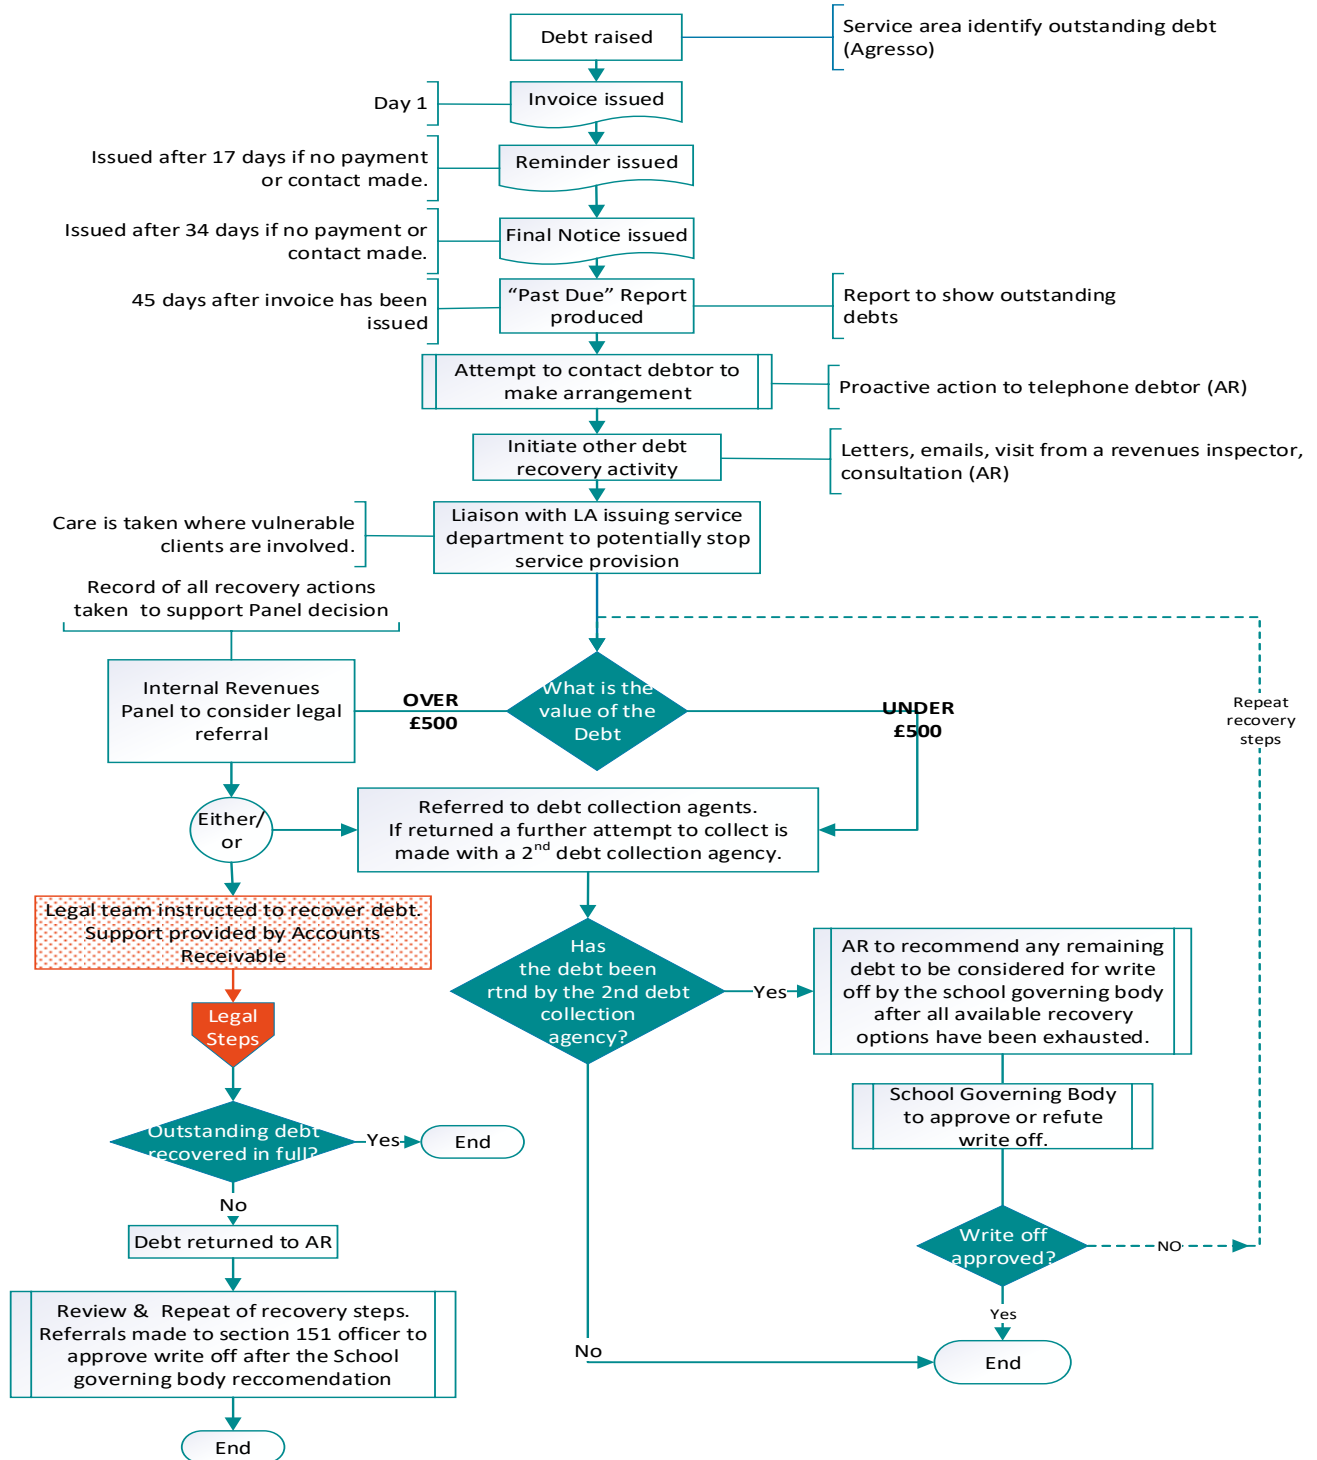 Debt raised
Service area identify outstanding debt
(Agresso)
Day 1
Invoice issued
Issued after 17 days if no payment
or contact made.
Reminder issued
Issued after 34 days if no payment or
contact made.
Final Notice issued
45 days after invoice has been
issued
“Past Due” Report
produced
Report to show outstanding
debts
Attempt to contact debtor to
make arrangement
Proactive action to telephone debtor (AR)
Initiate other debt
recovery activity
Letters, emails, visit from a revenues inspector,
consultation (AR)
Care is taken where vulnerable
clients are involved.
Liaison with LA issuing service
department to potentially stop
service provision
Record of all recovery actions
taken  to support Panel decision
Internal Revenues
Panel to consider legal
referral
OVER
£500
What is the
value of the
Debt
UNDER
£500
Repeat
recovery
steps
Either/
or
Referred to debt collection agents.
If returned a further attempt to collect is
made with a 2nd debt collection agency.
Legal team instructed to recover debt.
Support provided by Accounts
Receivable
Legal
Steps
Has
the debt been
rtnd by the 2nd debt
collection
agency?
Yes
AR to recommend any remaining
debt to be considered for write
off by the school governing body
after all available recovery
options have been exhausted.
School Governing Body
to approve or refute
write off.
Outstanding debt
recovered in full?
Yes
End
No
Debt returned to AR
Write off
approved?
NO
Yes
Review &  Repeat of recovery steps.
Referrals made to section 151 officer to
approve write off after the School
governing body reccomendation
No
End
End